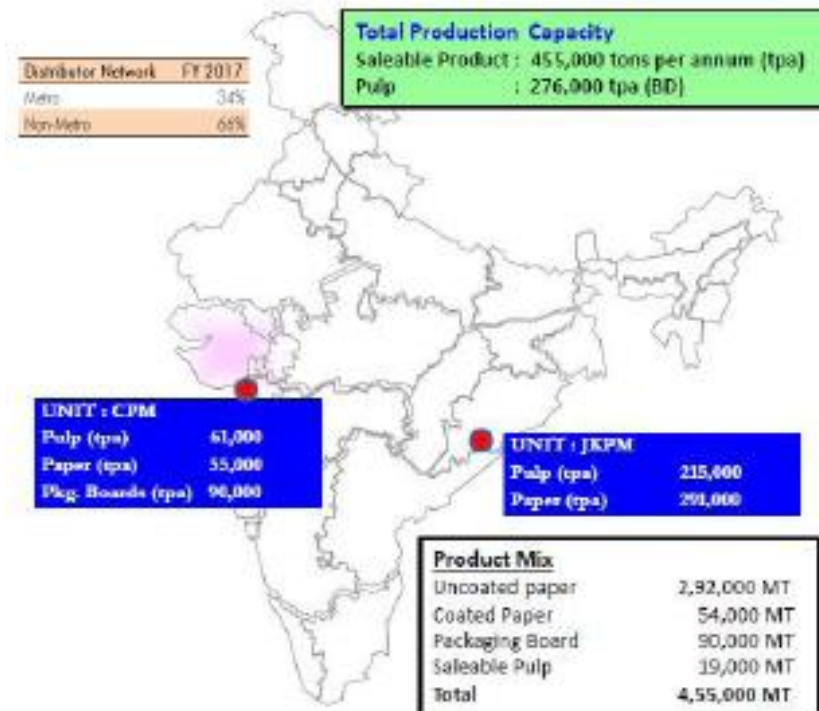 Total Production Capacity
Saleable Product : 455,000 tons per annum (tpa)
Pulp : 276,000 tpa (BD)
Distributor Network FY 2017
Metro 34%
Non-Metro 66%
UNIT : CPM
Pulp (tpa) 61,000
Paper (tpa) 55,000
Pkg. Boards (tpa) 90,000
UNIT : JKPM
Pulp (tpa) 215,000
Paper (tpa) 291,000
Product Mix
Uncoated paper 2,92,000 MT
Coated Paper 54,000 MT
Packaging Board 90,000 MT
Saleable Pulp 19,000 MT
Total 4,55,000 MT